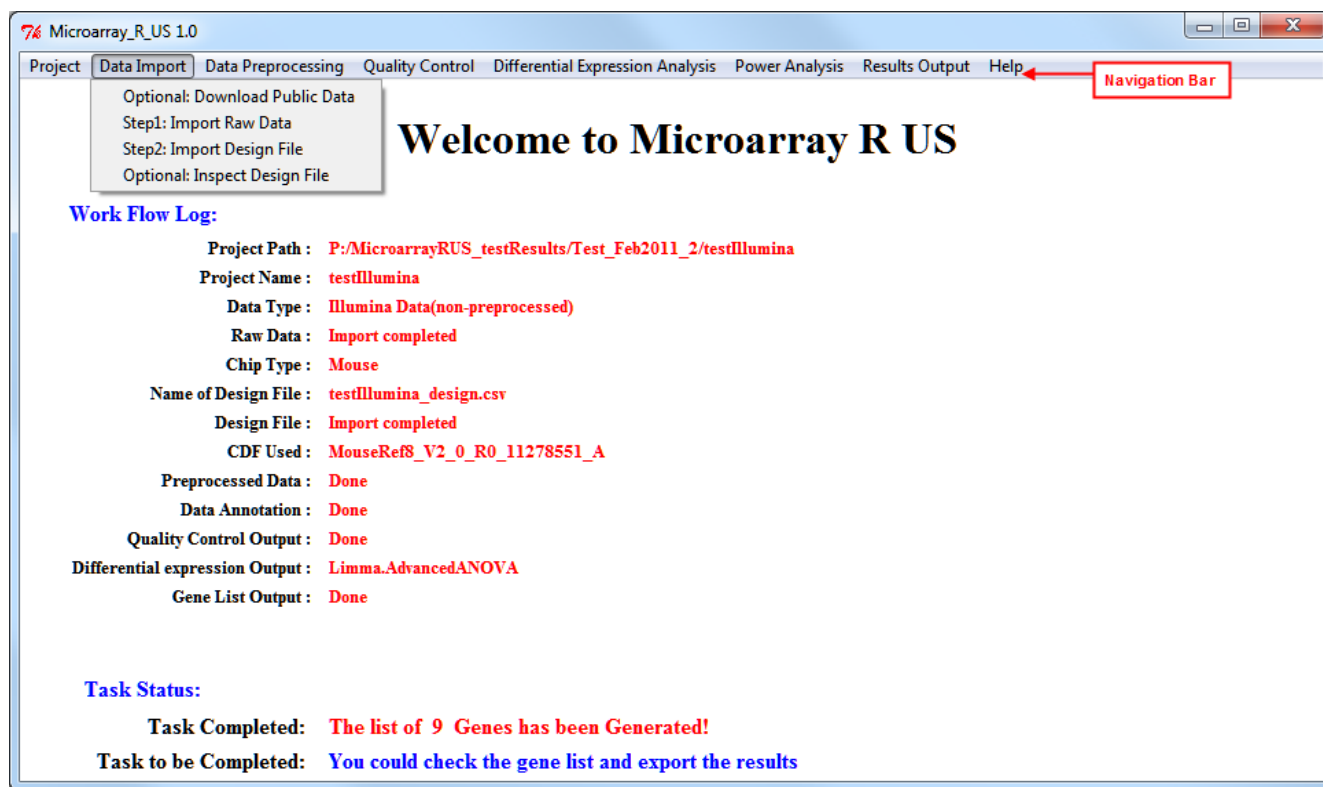 Microarray_R_US 1.0
Project Data Import Data Preprocessing Quality Control Differential Expression Analysis Power Analysis Results Output Help
Navigation Bar
Optional: Download Public Data
Step1: Import Raw Data
Step2: Import Design File
Optional: Inspect Design File
Welcome to Microarray R US
Work Flow Log:
Project Path : P:/MicroarrayRUS_testResults/Test_Feb2011_2/testIllumina
Project Name : testIllumina
Data Type : Illumina Data(non-preprocessed)
Raw Data : Import completed
Chip Type : Mouse
Name of Design File : testIllumina_design.csv
Design File : Import completed
CDF Used : MouseRef8_V2_0_R0_11278551_A
Preprocessed Data : Done
Data Annotation : Done
Quality Control Output : Done
Differential expression Output : Limma.AdvancedANOVA
Gene List Output : Done
Task Status:
Task Completed: The list of 9 Genes has been Generated!
Task to be Completed: You could check the gene list and export the results